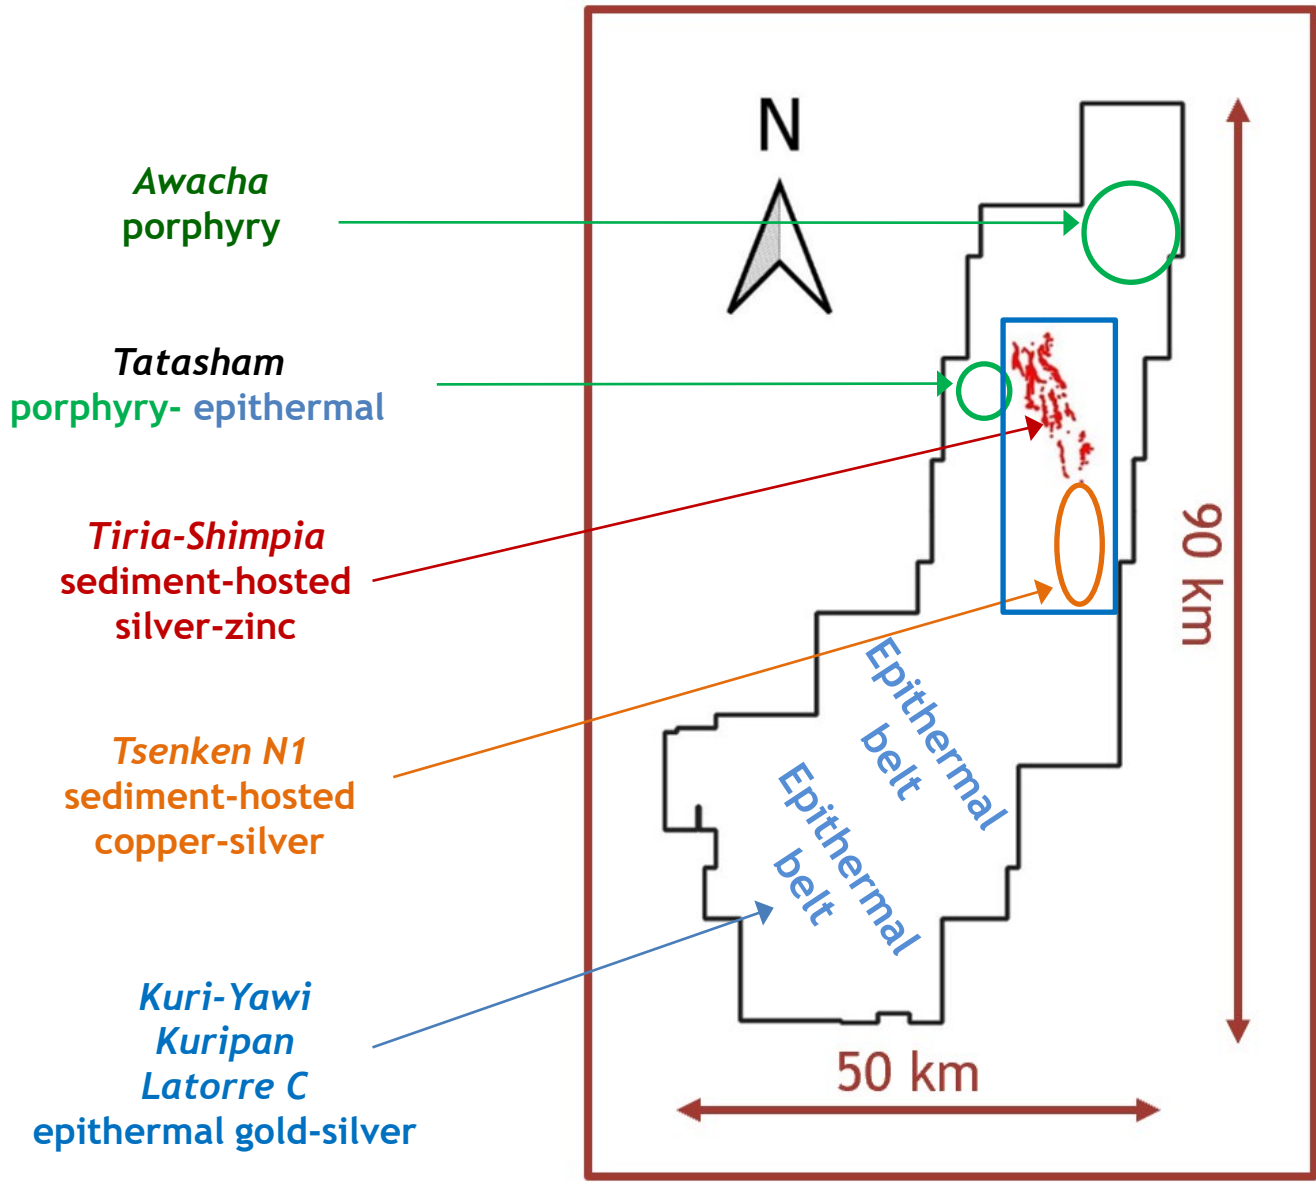 N
Awacha
porphyry
Tatasham
porphyry- epithermal
Tiria-Shimpia
sediment-hosted
silver-zinc
Tsenken N1
sediment-hosted
copper-silver
Kuri-Yawi
Kuripan
Latorre C
epithermal gold-silver
Epithermal
belt
Epithermal
belt
90 km
50 km